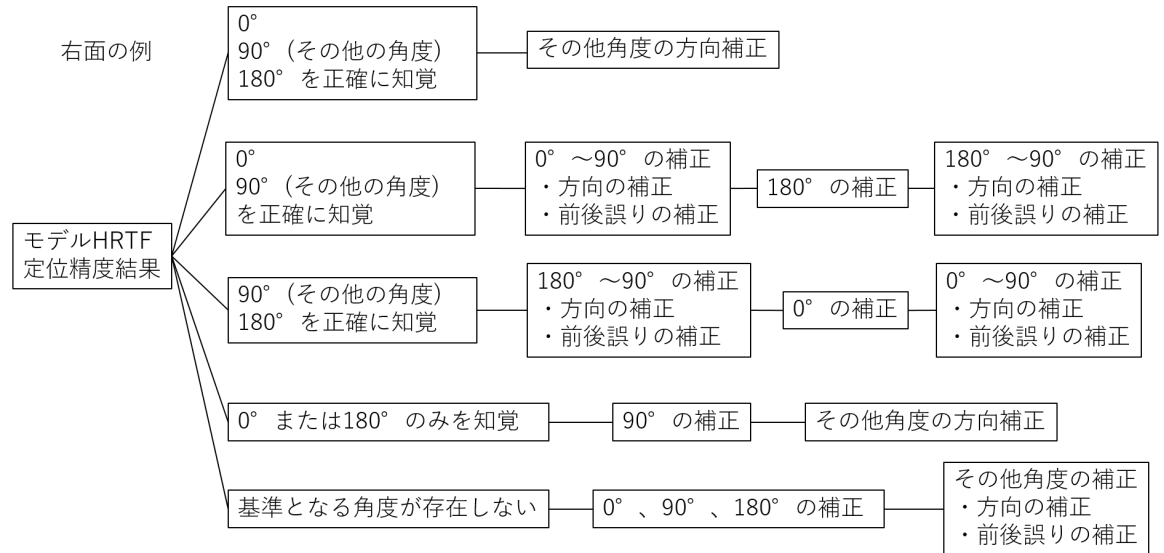 右面の例
モデルHRTF
定位精度結果
0°
90°(その他の角度)
180°を正確に知覚
その他角度の方向補正
0°
90°(その他の角度)
を正確に知覚
0°～90°の補正
・方向の補正
・前後誤りの補正
180°の補正
180°～90°の補正
・方向の補正
・前後誤りの補正
90°(その他の角度)
180°を正確に知覚
180°～90°の補正
・方向の補正
・前後誤りの補正
0°の補正
0°～90°の補正
・方向の補正
・前後誤りの補正
0°または180°のみを知覚
90°の補正
その他角度の方向補正
基準となる角度が存在しない
0°、90°、180°の補正
その他角度の補正
・方向の補正
・前後誤りの補正